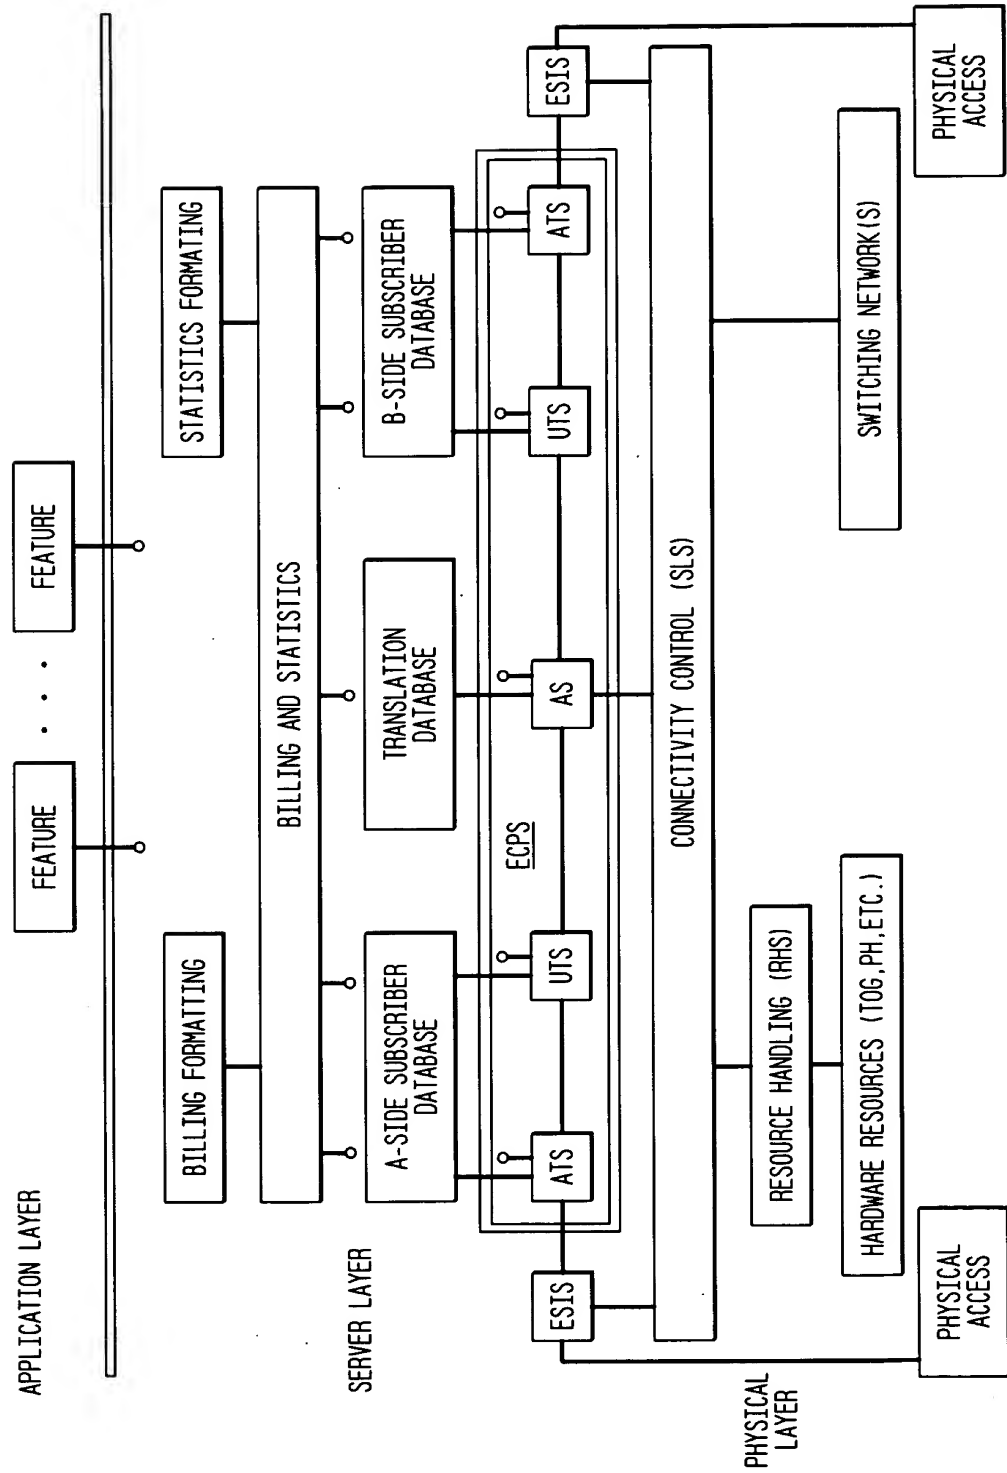 APPLICATION LAYER
FEATURE
. . .
FEATURE
BILLING FORMATTING
STATISTICS FORMATING
BILLING AND STATISTICS
SERVER LAYER
A-SIDE SUBSCRIBER
DATABASE
TRANSLATION
DATABASE
B-SIDE SUBSCRIBER
DATABASE
ECPS
ESIS
ATS
UTS
AS
UTS
ATS
ESIS
CONNECTIVITY CONTROL (SLS)
PHYSICAL
LAYER
RESOURCE HANDLING (RHS)
HARDWARE RESOURCES (TOG,PH,ETC.)
SWITCHING NETWORK(S)
PHYSICAL
ACCESS
PHYSICAL
ACCESS